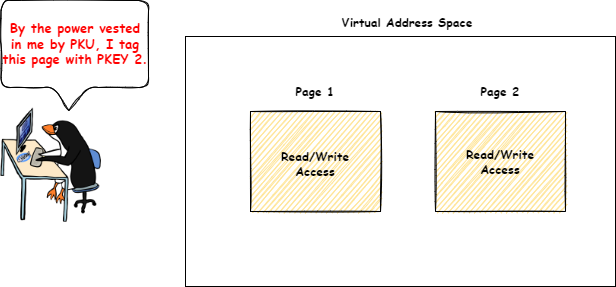 By the power vested
in me by PKU, I tag
this page with PKEY 2.
Virtual Address Space
Page 1
Page 2
Read/Write
Access
Read/Write
Access